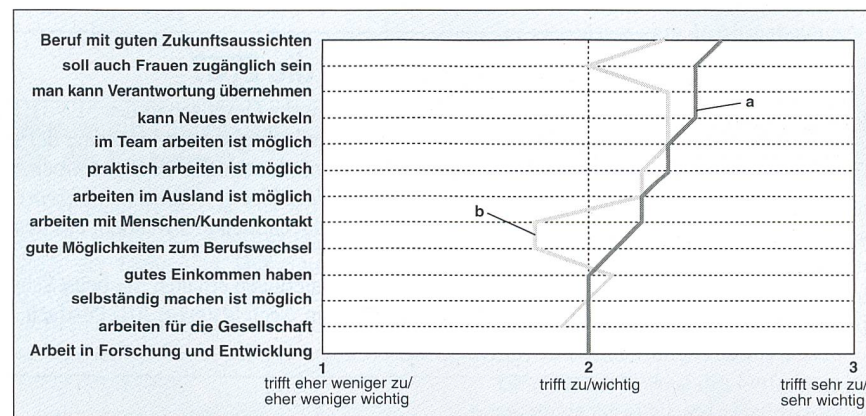 Beruf mit guten Zukunftsaussichten
soll auch Frauen zugänglich sein
man kann Verantwortung übernehmen
kann Neues entwickeln
im Team arbeiten ist möglich
praktisch arbeiten ist möglich
arbeiten im Ausland ist möglich
arbeiten mit Menschen/Kundenkontakt
gute Möglichkeiten zum Berufswechsel
gutes Einkommen haben
selbständig machen ist möglich
arbeiten für die Gesellschaft
Arbeit in Forschung und Entwicklung
a
b
1
2
3
trifft eher weniger zu/
eher weniger wichtig
trifft zu/wichtig
trifft sehr zu/
sehr wichtig